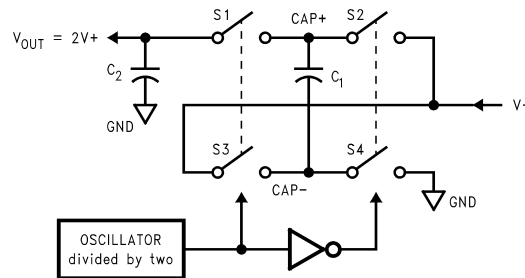 S1
CAP+
S2
V_OUT = 2V+
C_2
C_1
GND
V+
S3
S4
CAP−
GND
OSCILLATOR
divided by two